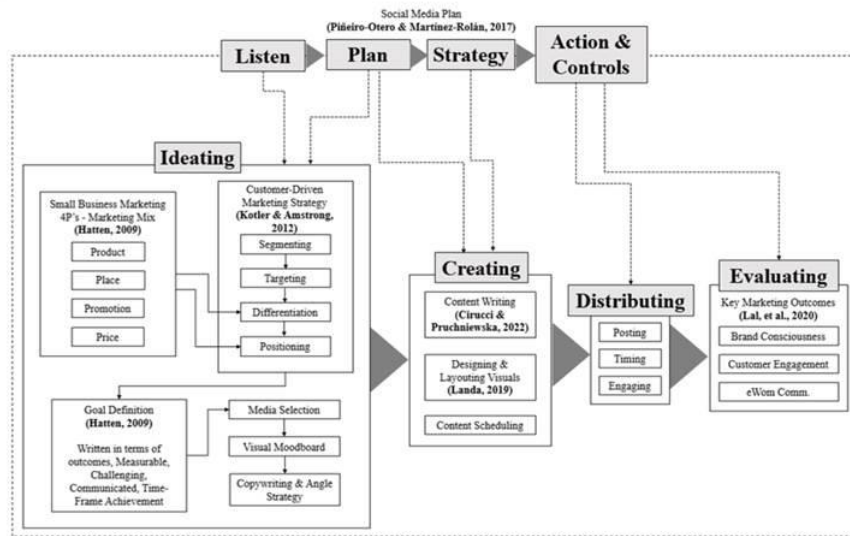 Social Media Plan
(Piñeiro-Otero & Martínez-Rolán, 2017)
Listen
Plan
Strategy
Action &
Controls
Ideating
Small Business Marketing
4P's - Marketing Mix
(Hatten, 2009)
Product
Place
Promotion
Price
Customer-Driven
Marketing Strategy
(Kotler & Amstrong,
2012)
Segmenting
Targeting
Differentiation
Positioning
Goal Definition
(Hatten, 2009)
Written in terms of
outcomes, Measurable,
Challenging,
Communicated, Time-
Frame Achievement
Media Selection
Visual Moodboard
Copywriting & Angle
Strategy
Creating
Content Writing
(Cirucci &
Pruchniewska, 2022)
Designing &
Layouting Visuals
(Landa, 2019)
Content Scheduling
Distributing
Posting
Timing
Engaging
Evaluating
Key Marketing Outcomes
(Lal, et al., 2020)
Brand Consciousness
Customer Engagement
eWom Comm.